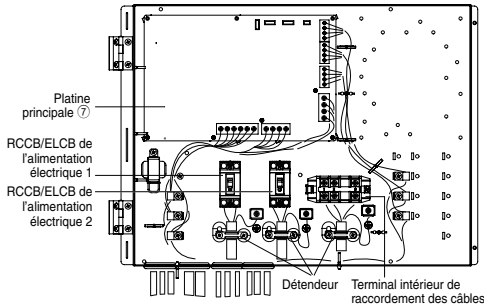 Platine
principale ⑦
RCCB/ELCB de
l'alimentation
électrique 1
RCCB/ELCB de
l'alimentation
électrique 2
Détendeur
Terminal intérieur de
raccordement des câbles